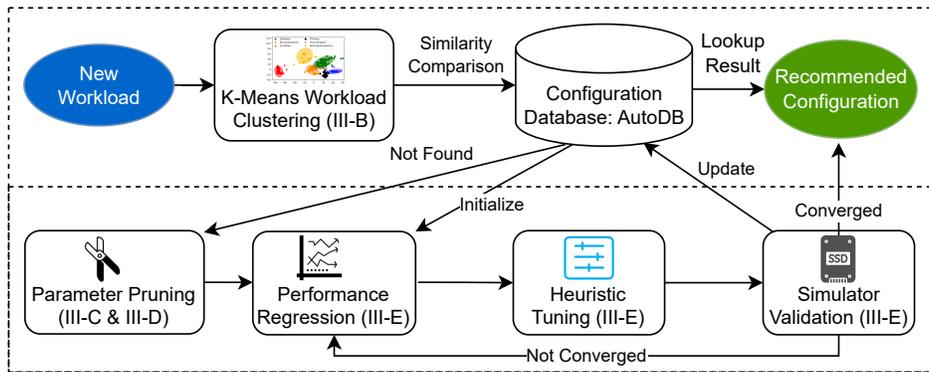 New
Workload
K-Means Workload
Clustering (III-B)
Similarity
Comparison
Configuration
Database: AutoDB
Lookup
Result
Recommended
Configuration
Not Found
Initialize
Update
Converged
Parameter Pruning
(III-C & III-D)
Performance
Regression (III-E)
Heuristic
Tuning (III-E)
SSD
Simulator
Validation (III-E)
Not Converged